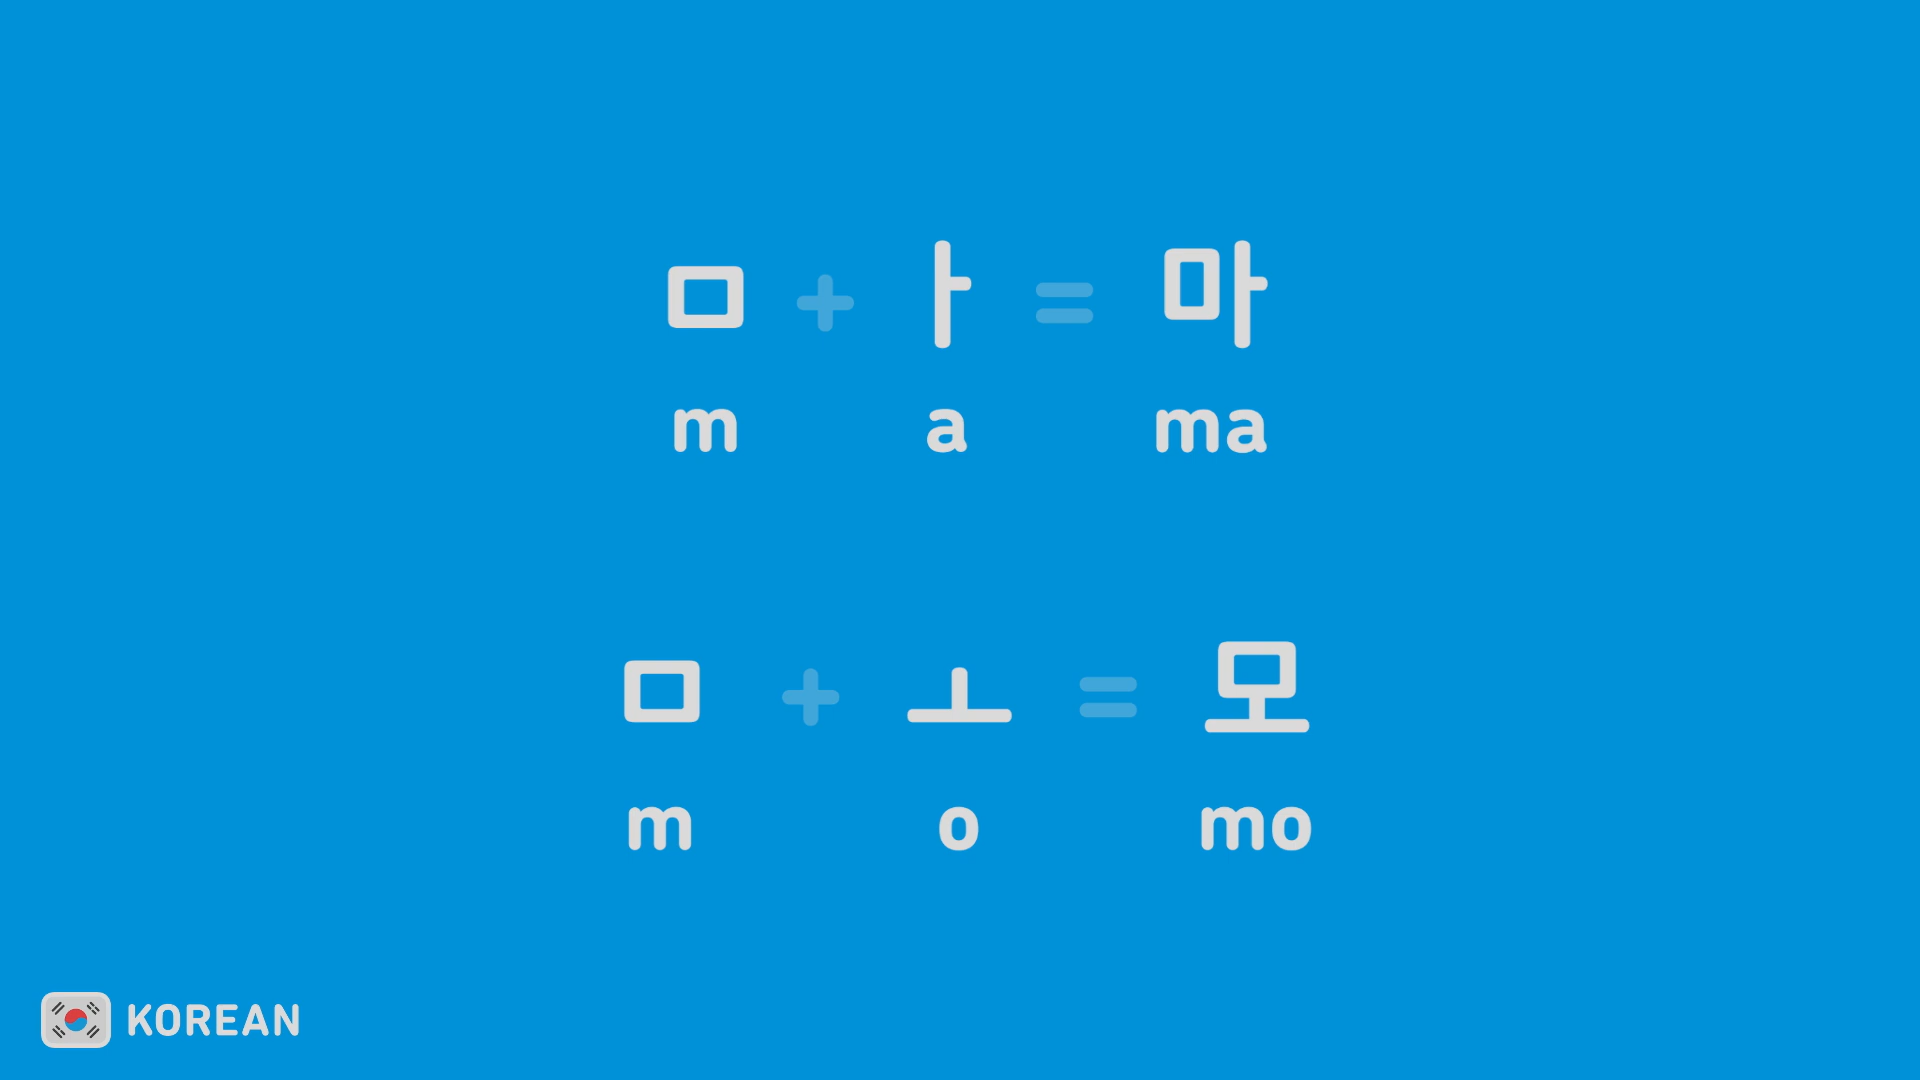 ㅁ + ㅏ = 마
m a ma
ㅁ + ㅗ = 모
m o mo
KOREAN